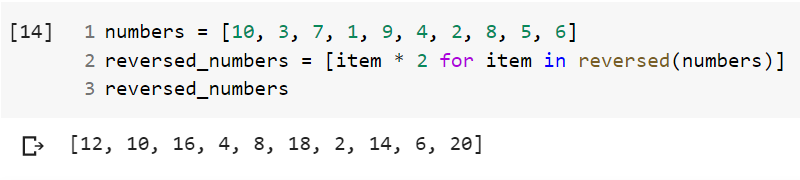 [14] 1 numbers = [10, 3, 7, 1, 9, 4, 2, 8, 5, 6]
2 reversed_numbers = [item * 2 for item in reversed(numbers)]
3 reversed_numbers
[12, 10, 16, 4, 8, 18, 2, 14, 6, 20]